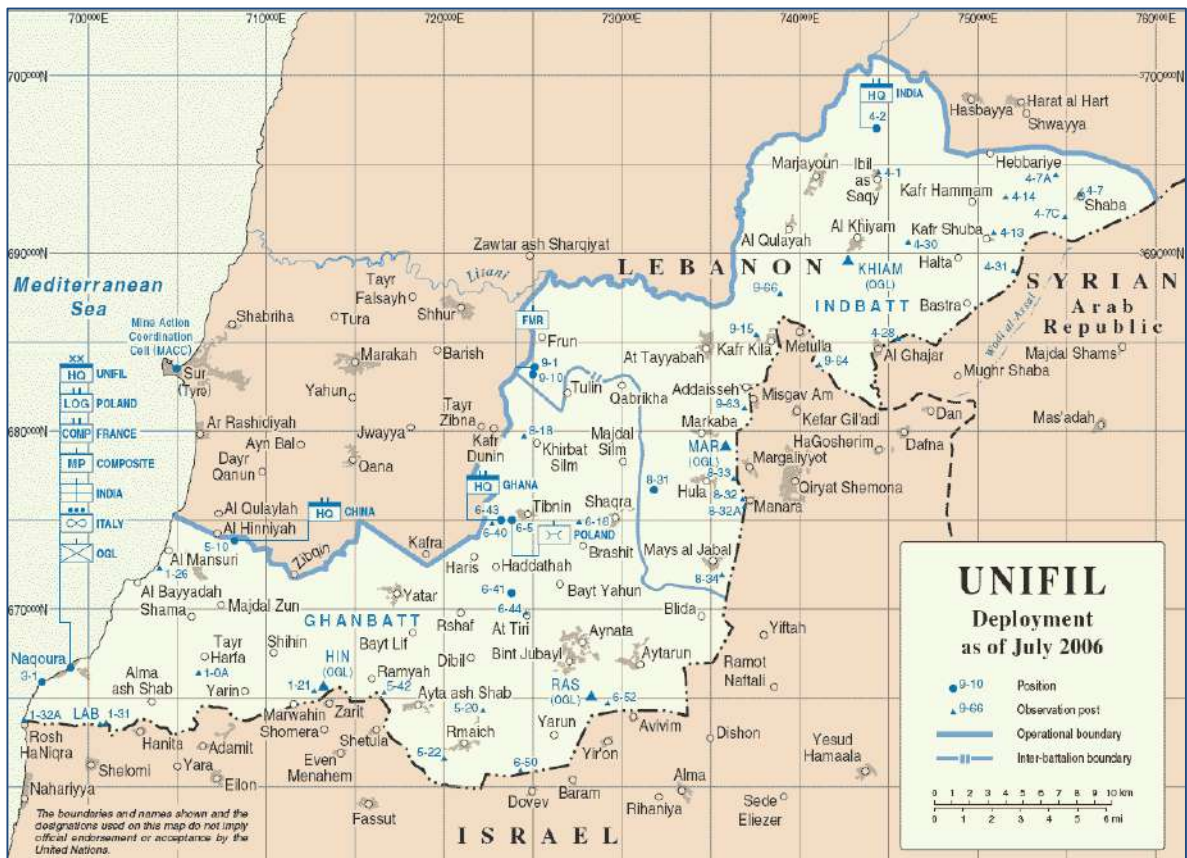 700000E
710000E
720000E
730000E
740000E
750000E
760000E
700000N
3700000N
HQ INDIA
4-2
Hasbayya
Harat al Hart
Shwayya
Marjayoun
Ibil
as
Saqy
4-1
Hebbariye
Kafr Hammam
4-7A
4-14
4-7
Shaba
4-7C
Al Qulayah
Al Khiyam
Kafr Shuba
4-13
4-30
690000N
3690000N
Zawtar ash Sharqiyat
Litani
LEBANON
KHIAM
(OGL)
Halta
4-31
SYRIAN
Arab
Republic
INDBATT
Bastra
9-66
Wadi al-Assal
Mediterranean
Sea
Tayr
Falsayh
Shabriha
Tura
Shhur
FMR
Frun
9-15
4-28
Mine Action
Coordination
Cell (MACC)
Barish
Marakah
At Tayyabah
Kafr Kila
Metulla
9-64
Al Ghajar
Majdal Shams
Sur
(Tyre)
9-1
9-10
Mughr Shaba
XX
HQ UNIFIL
LOG POLAND
COMP FRANCE
MP COMPOSITE
INDIA
ITALY
OGL
Yahun
Tulin
Qabrikha
Addaisseh
Misgav Am
9-63
Kefar Gil'adi
Dan
Mas'adah
Ar Rashidiyah
Tayr
Zibna
680000N
3680000N
Ayn Bal
Jwayya
Kafr
Dunin
6-18
Khirbat
Silm
Majdal
Silm
Markaba
MAR
(OGL)
HaGosherim
Dafna
Margaliyyot
Dayr
Qanun
Qana
HQ GHANA
8-31
8-33
Hula
8-32
8-32A
Qiryat Shemona
Manara
Al Qulaylah
HQ CHINA
6-43
Tibnin
Shaqra
Al Hinniyah
6-40
6-5
6-16
POLAND
5-10
Zibqin
Kafra
Brashit
Al Mansuri
1-26
Haris
Haddathah
Mays al Jabal
8-34
Al Bayyadah
6-41
Bayt Yahun
670000N
3670000N
Shama
Majdal Zun
Yatar
6-44
Blida
GHANBATT
Rshaf
At Tiri
Yiftah
Tayr
Harfa
Shihin
Bayt Lif
Aynata
Naqoura
3-1
HIN
(OGL)
Dibil
Bint Jubayl
Aytarun
Ramot
Naftali
Alma
ash Shab
1-0A
Ramyah
RAS
(OGL)
Yarin
1-21
5-42
Ayta ash Shab
6-52
1-32A
LAB
1-31
5-20
Rosh
HaNiqra
Marwahin
Zarit
Shomera
Yarun
Avivim
Hanita
Adamit
Shetula
Rmaich
Yir'on
Dishon
Yesud
Hamaala
5-22
Shelomi
Yara
Even
Menahem
6-50
Eilon
Nahariyya
Dovev
Baram
Alma
Rihaniya
Sede
Eliezer
Fassut
ISRAEL
The boundaries and names shown and the
designations used on this map do not imply
official endorsement or acceptance by the
United Nations.
UNIFIL
Deployment
as of July 2006
9-10 Position
9-66 Observation post
Operational boundary
Inter-battalion boundary
0 1 2 3 4 5 6 7 8 9 10 km
0 1 2 3 4 5 6 mi